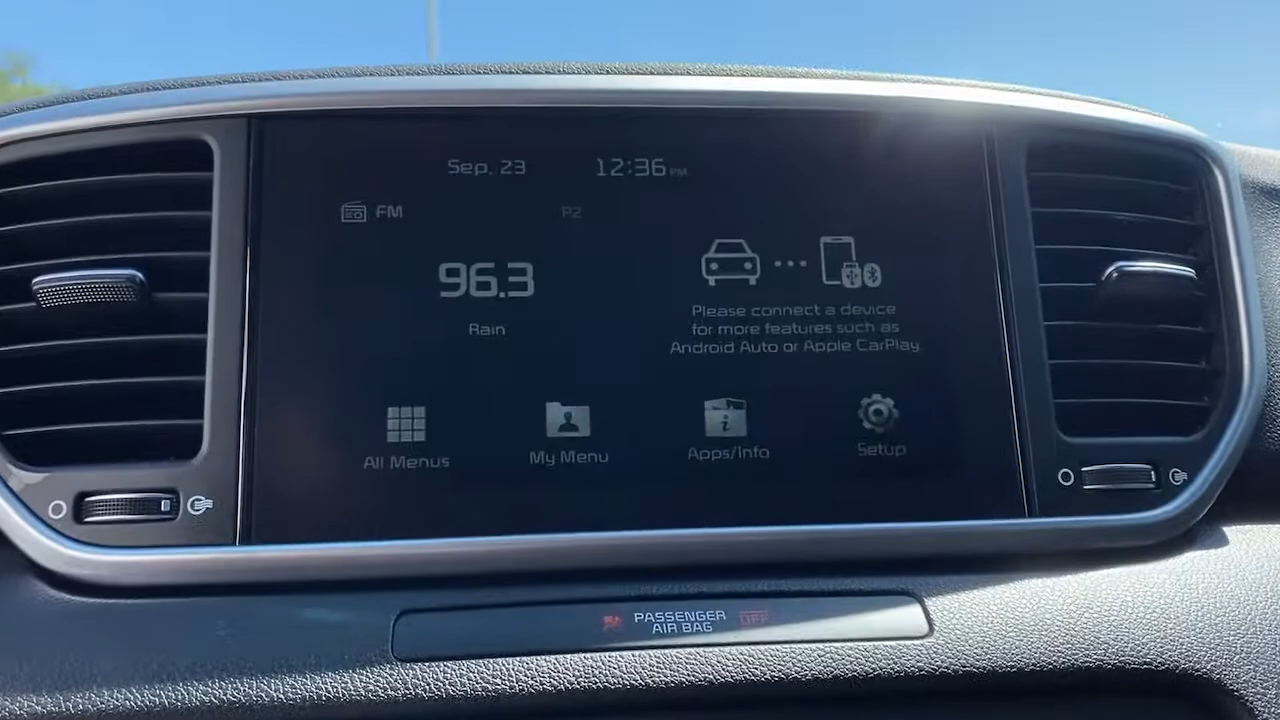 Sep. 23 12:36 PM
FM P2
96.3
Rain
Please connect a device
for more features such as
Android Auto or Apple CarPlay.
All Menus My Menu Apps/Info Setup
PASSENGER
AIR BAG OFF